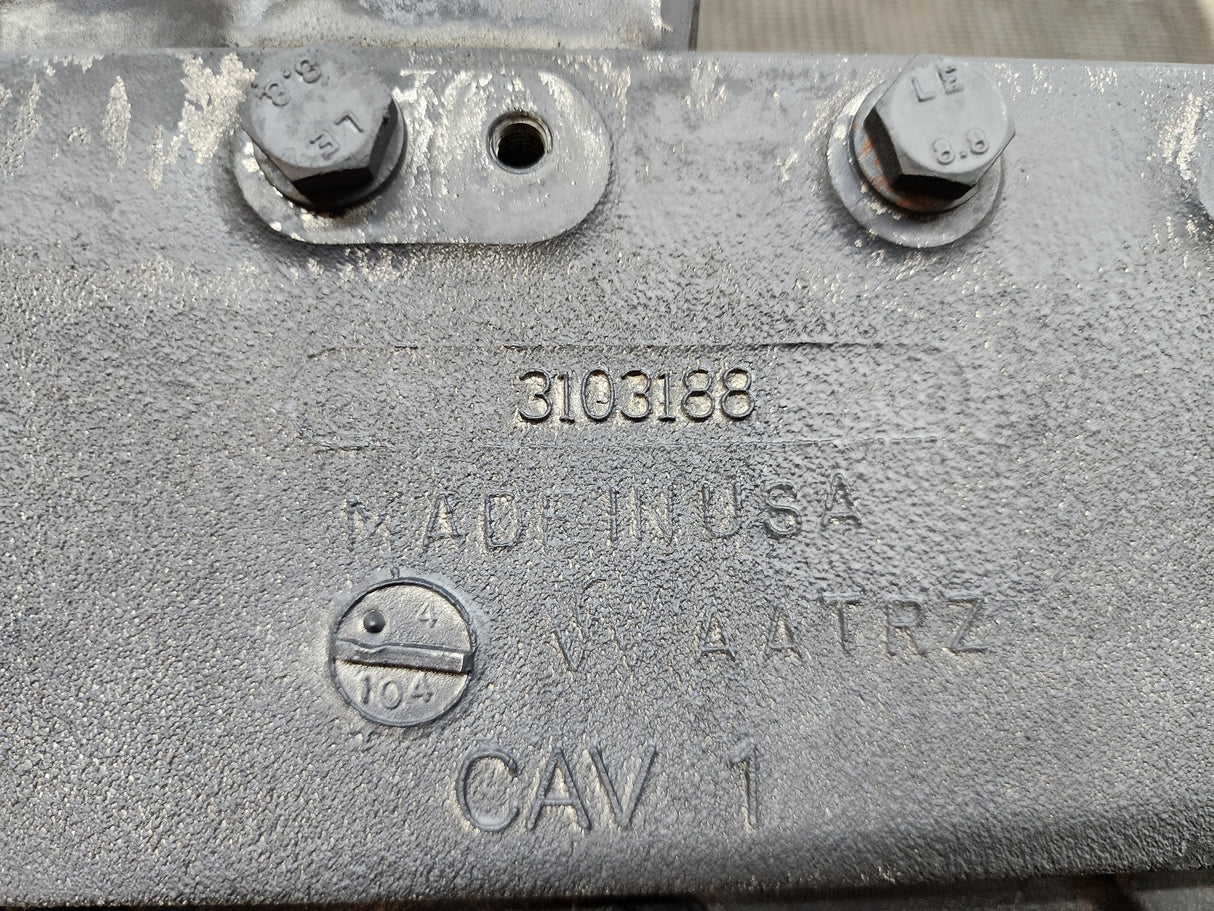 8.8
LE
LE
8.8
3103188
MADE IN USA
AATRZ
4
104
CAV 1